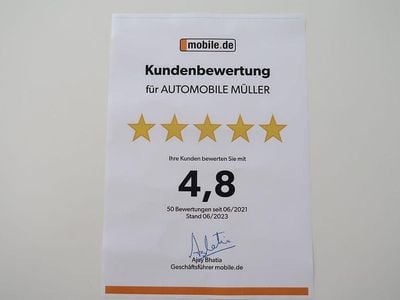 mobile.de
Kundenbewertung
für AUTOMOBILE MÜLLER
Ihre Kunden bewerten Sie mit
4,8
50 Bewertungen seit 06/2021
Stand 06/2023
Ajay Bhatia
Geschäftsführer mobile.de